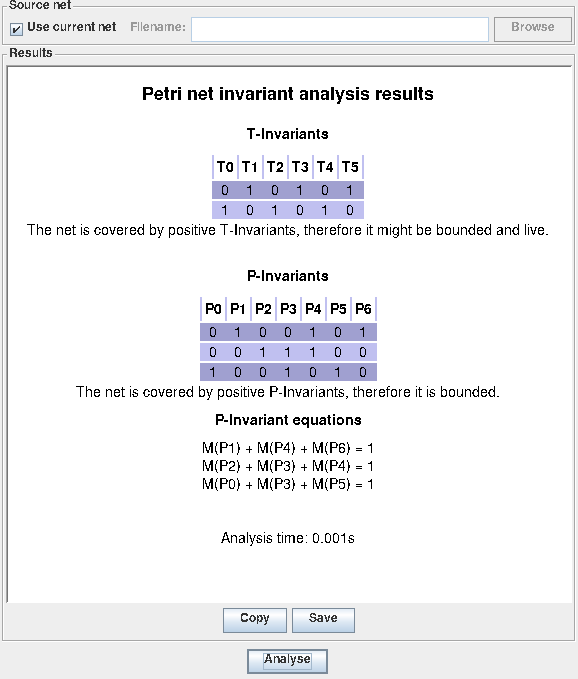 Source net
Use current net Filename: Browse
Results
Petri net invariant analysis results
T-Invariants
T0 T1 T2 T3 T4 T5
0 1 0 1 0 1
1 0 1 0 1 0
The net is covered by positive T-Invariants, therefore it might be bounded and live.
P-Invariants
P0 P1 P2 P3 P4 P5 P6
0 1 0 0 1 0 1
0 0 1 1 1 0 0
1 0 0 1 0 1 0
The net is covered by positive P-Invariants, therefore it is bounded.
P-Invariant equations
M(P1) + M(P4) + M(P6) = 1
M(P2) + M(P3) + M(P4) = 1
M(P0) + M(P3) + M(P5) = 1
Analysis time: 0.001s
Copy Save
Analyse